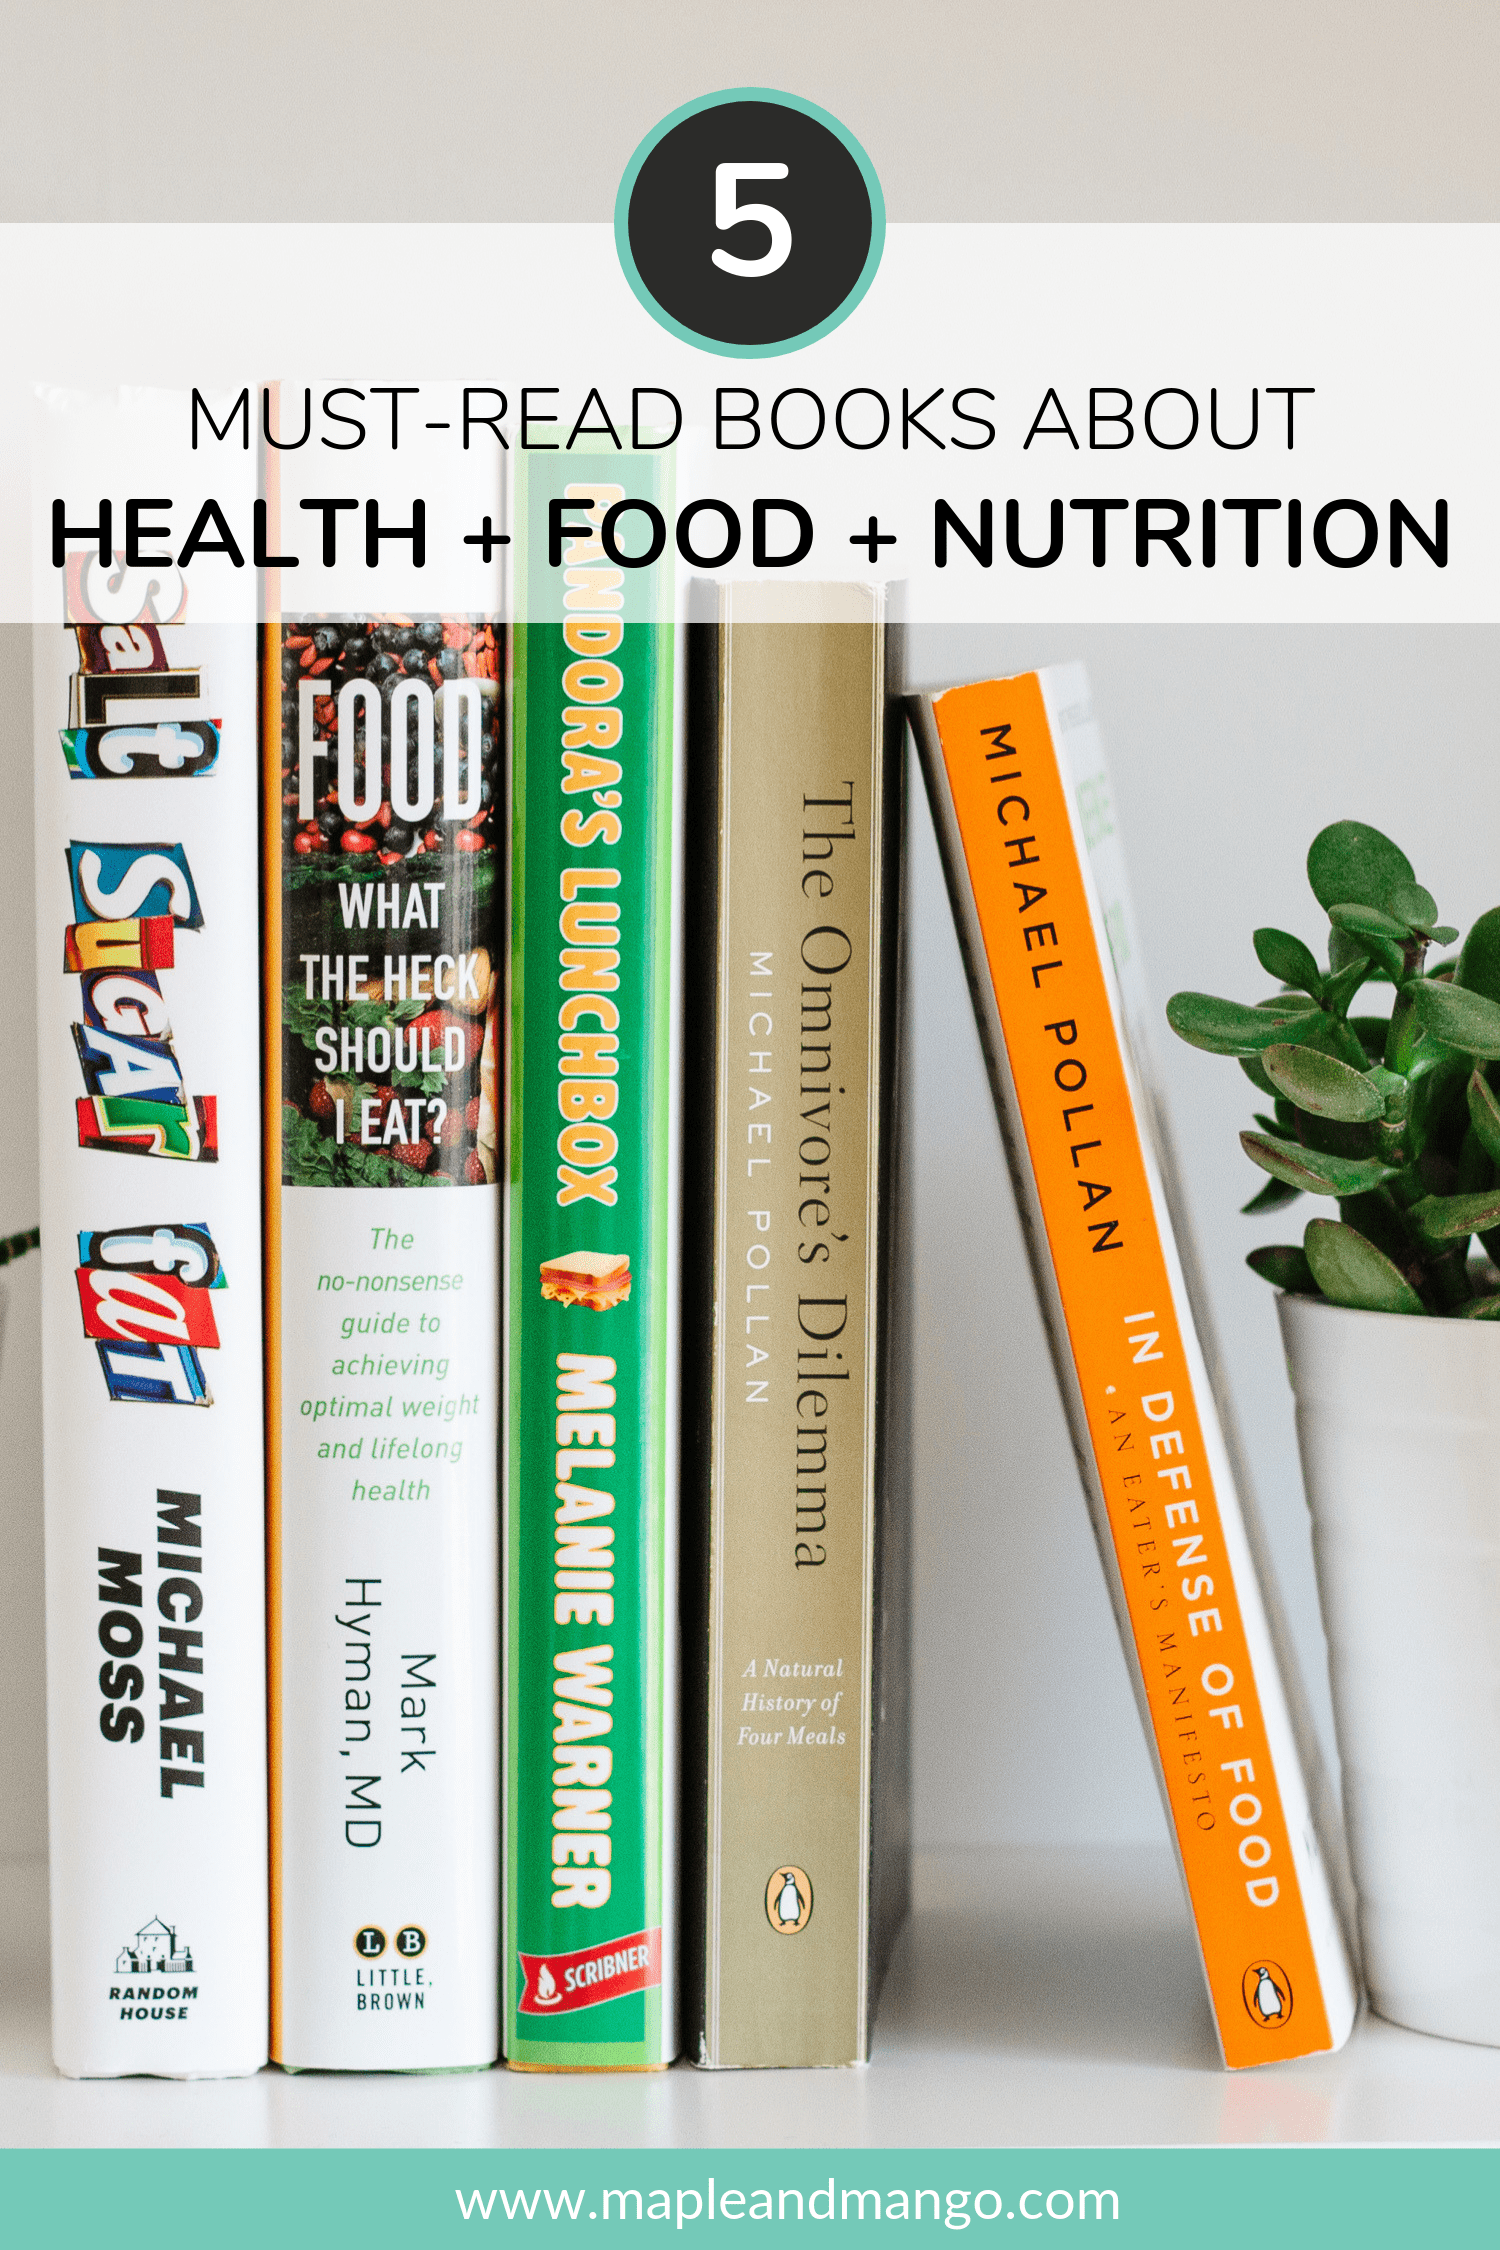 5
MUST-READ BOOKS ABOUT
HEALTH + FOOD + NUTRITION
Salt
Sugar
fat
MICHAEL
MOSS
RANDOM
HOUSE
FOOD
WHAT
THE HECK
SHOULD
I EAT?
The
no-nonsense
guide to
achieving
optimal weight
and lifelong
health
Mark
Hyman, MD
L B
LITTLE,
BROWN
PANDORA'S LUNCHBOX
MELANIE WARNER
SCRIBNER
The Omnivore's Dilemma
MICHAEL POLLAN
A Natural
History of
Four Meals
MICHAEL POLLAN
IN DEFENSE OF FOOD
AN EATER'S MANIFESTO
www.mapleandmango.com